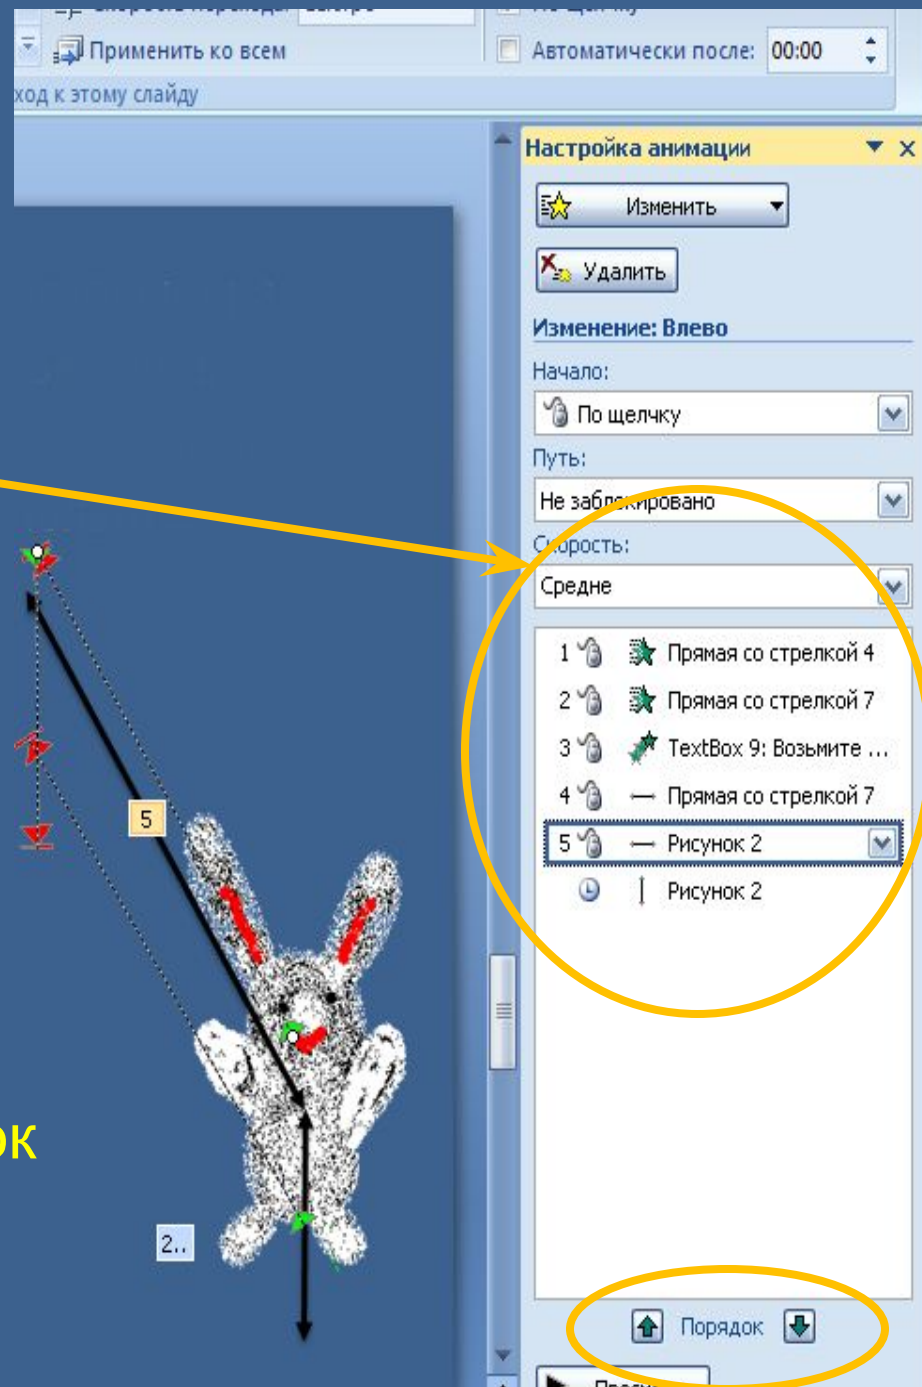 Применить ко всем
Автоматически после: 00:00
ход к этому слайду
Настройка анимации
Изменить
Удалить
Изменение: Влево
Начало:
По щелчку
Путь:
Не заблокировано
Скорость:
Средне
1 Прямая со стрелкой 4
2 Прямая со стрелкой 7
3 TextBox 9: Возьмите ...
4 Прямая со стрелкой 7
5 Рисунок 2
Рисунок 2
5
ок
2..
Порядок